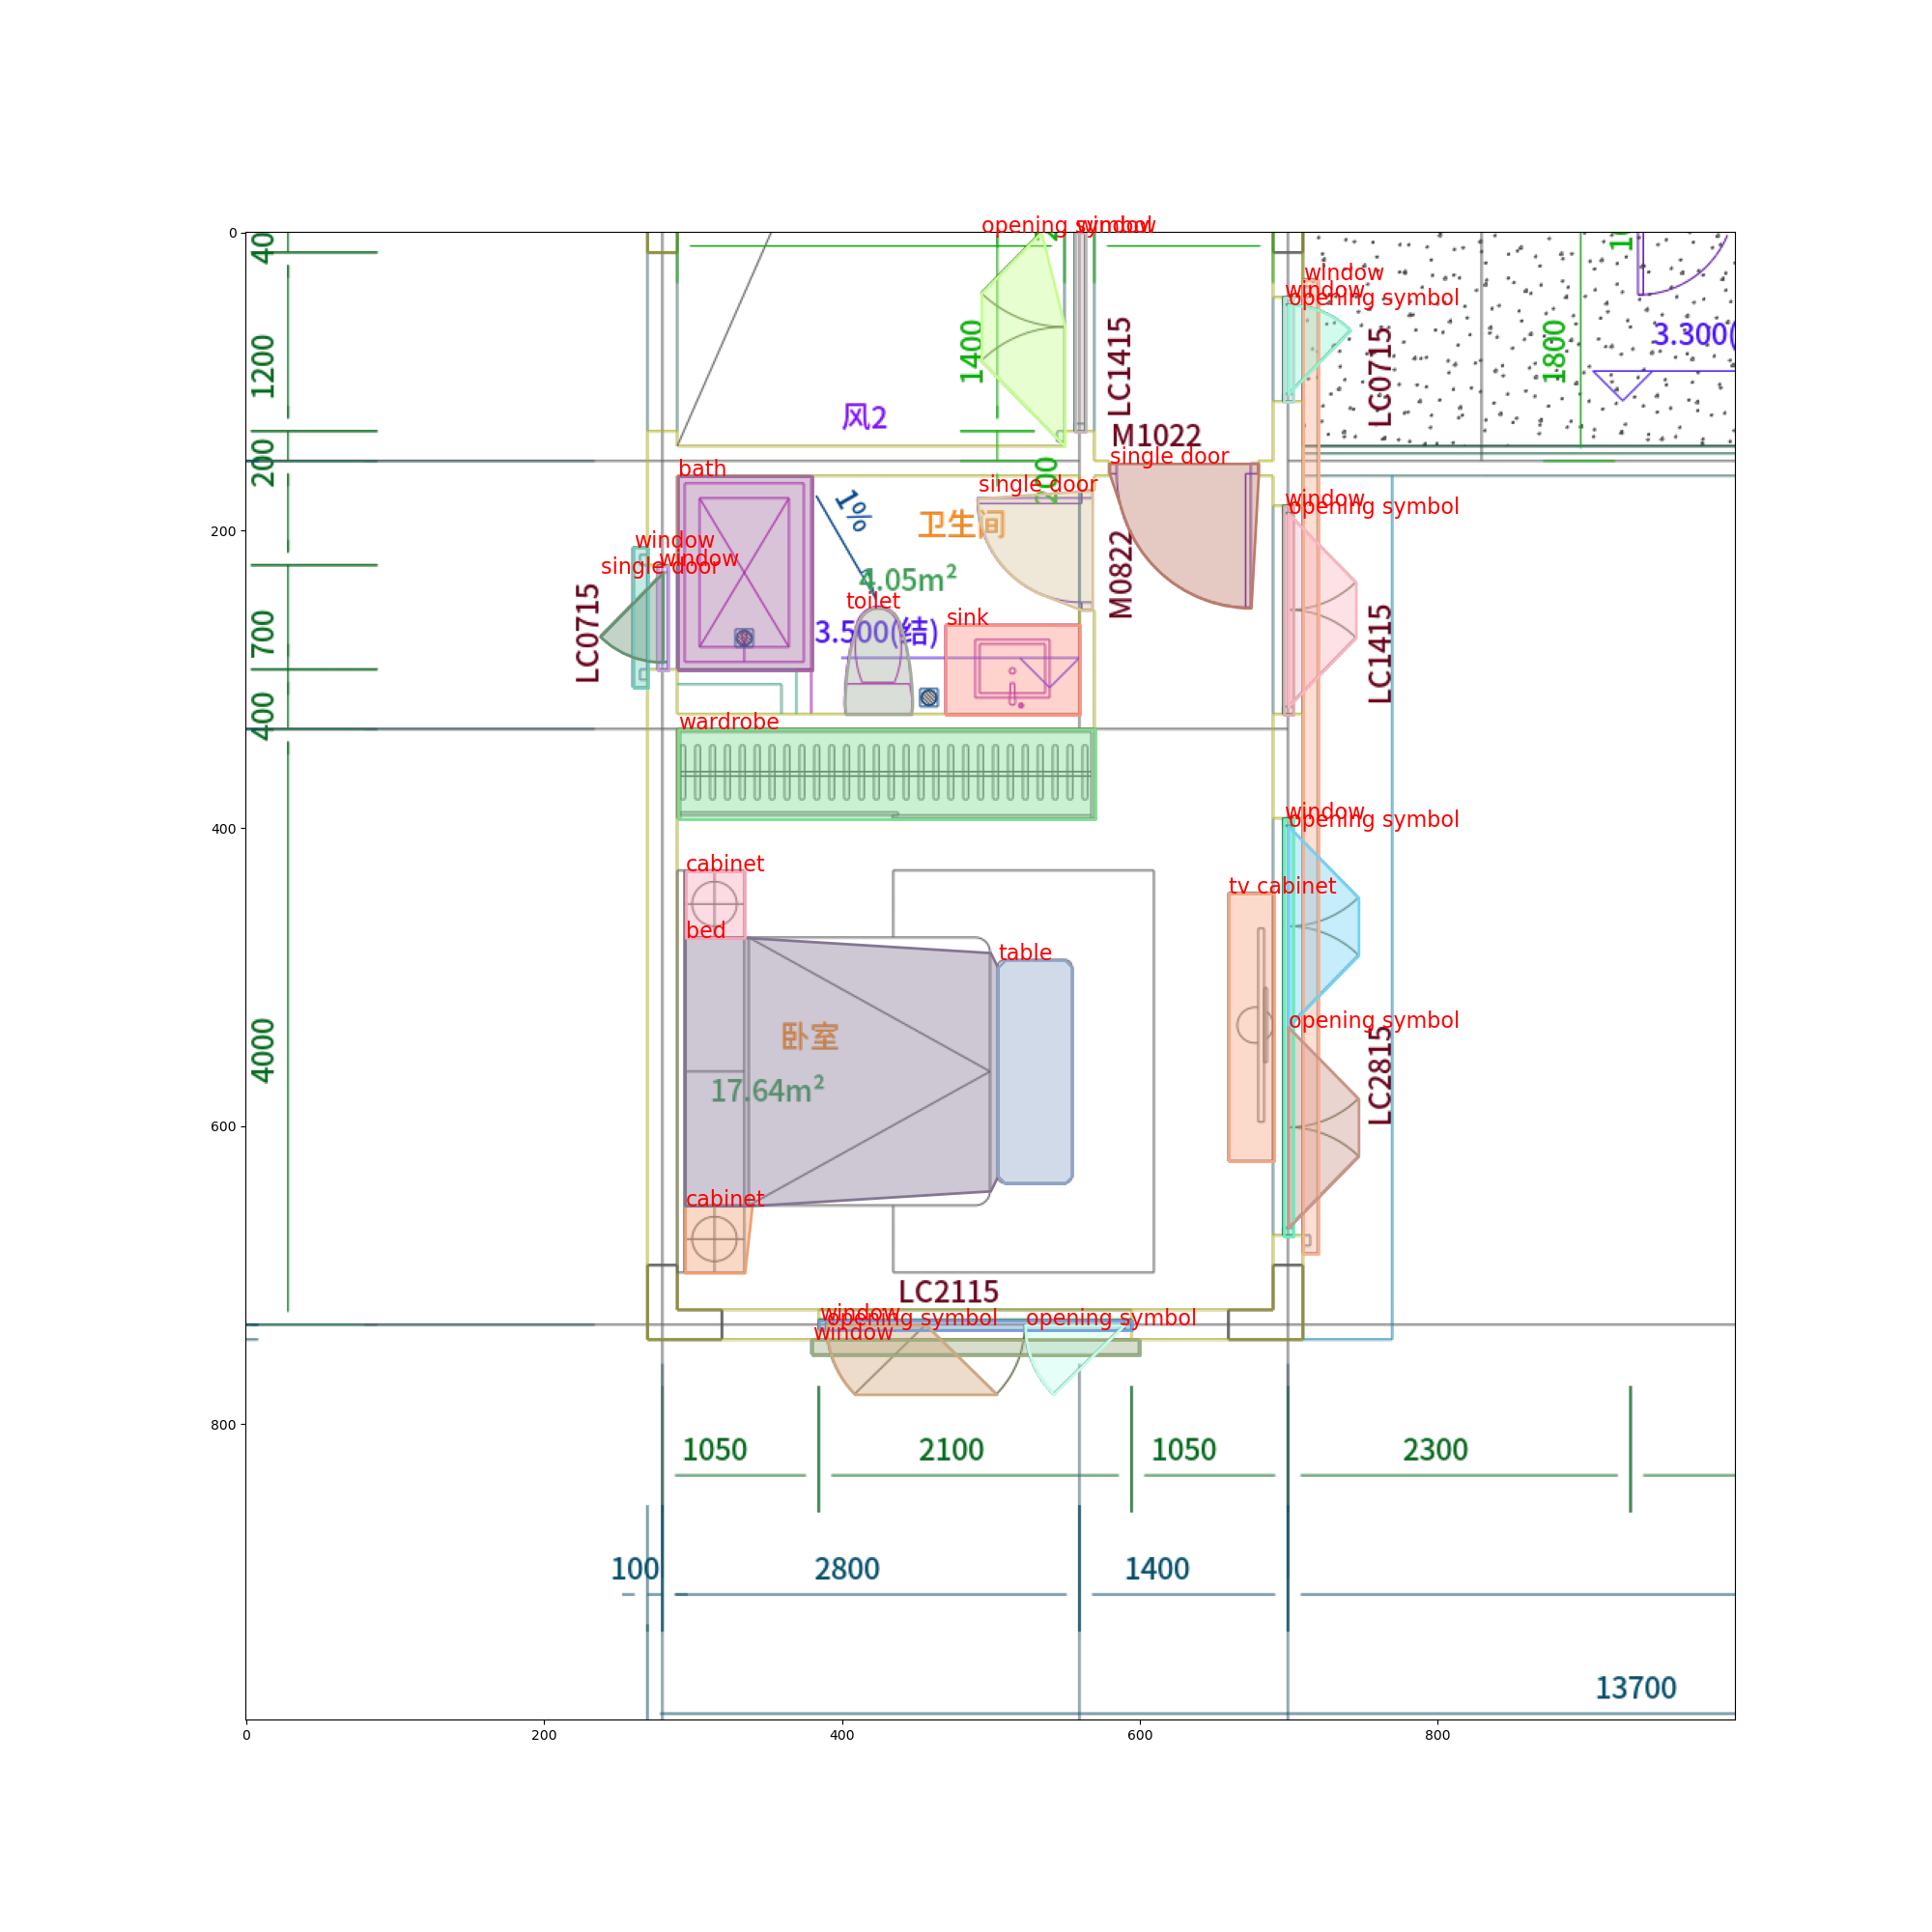 opening symbol
window
window
window
opening symbol
40
1200
200
700
400
4000
1400
LC1415
LC0715
1800
3.300(
风2
M1022
single door
bath
single door
200
1%
卫生间
window
opening symbol
window
window
single door
4.05m²
M0822
toilet
sink
3.500(结)
LC0715
LC1415
wardrobe
window
opening symbol
cabinet
tv cabinet
bed
table
opening symbol
卧室
17.64m²
LC2815
cabinet
LC2115
window
opening symbol
opening symbol
window
1050
2100
1050
2300
100
2800
1400
13700
0
200
400
600
800
0
200
400
600
800